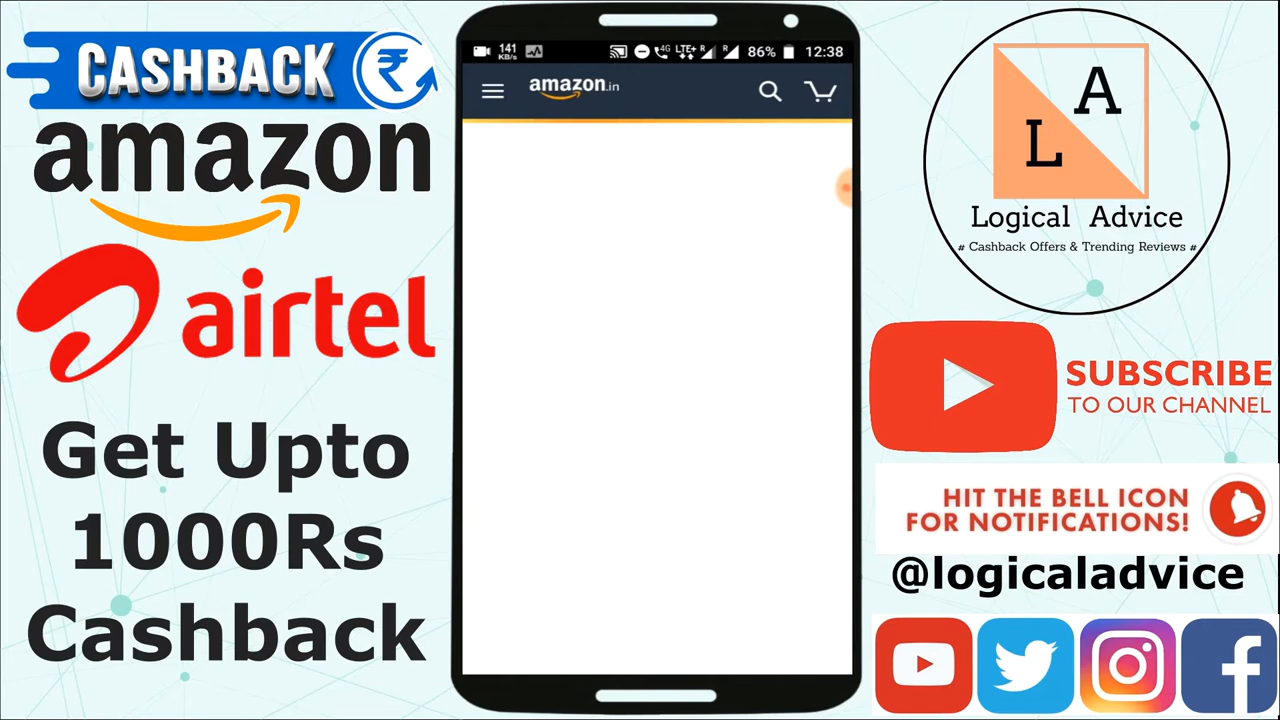 CASHBACK ₹
amazon
airtel
Get Upto
1000Rs
Cashback
141
KB/s
4G
LTE+
R
R
86%
12:38
amazon.in
L
A
Logical Advice
# Cashback Offers & Trending Reviews #
SUBSCRIBE
TO OUR CHANNEL
HIT THE BELL ICON
FOR NOTIFICATIONS!
@logicaladvice
f